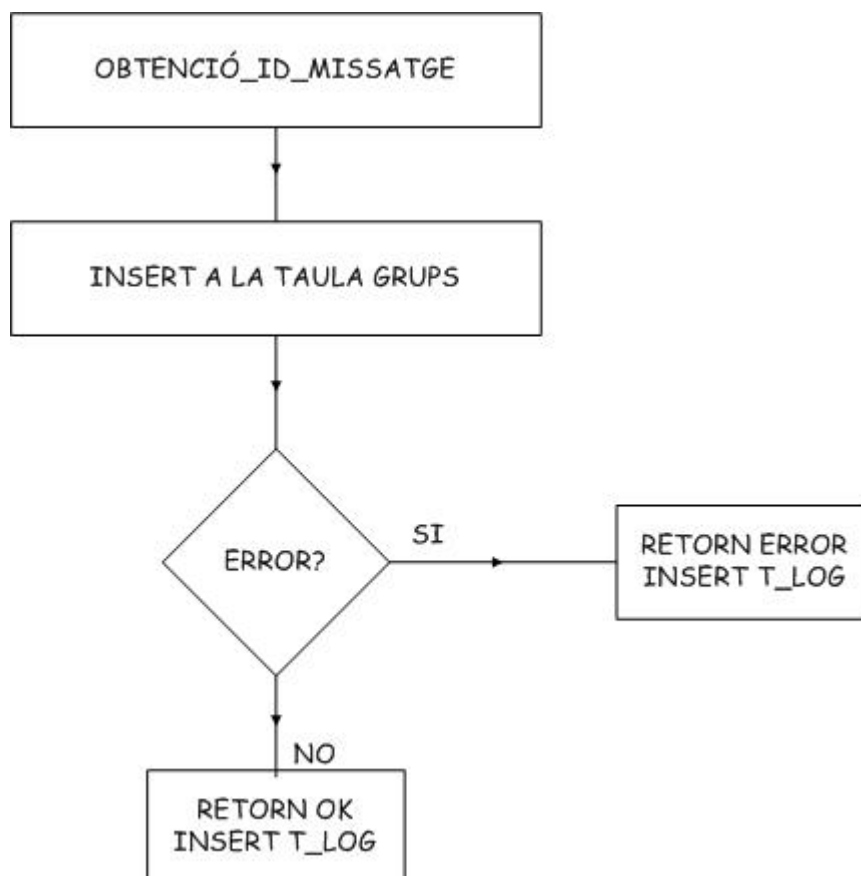 OBTENCIÓ_ID_MISSATGE
INSERT A LA TAULA GRUPS
ERROR?
SI
RETORN ERROR
INSERT T_LOG
NO
RETORN OK
INSERT T_LOG